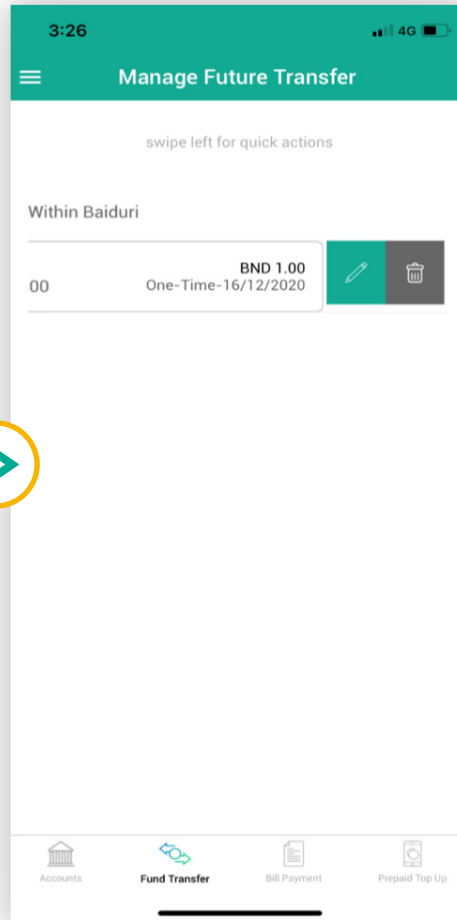 3:26 4G
Manage Future Transfer
swipe left for quick actions
Within Baiduri
BND 1.00
00 One-Time-16/12/2020
Accounts Fund Transfer Bill Payment Prepaid Top Up